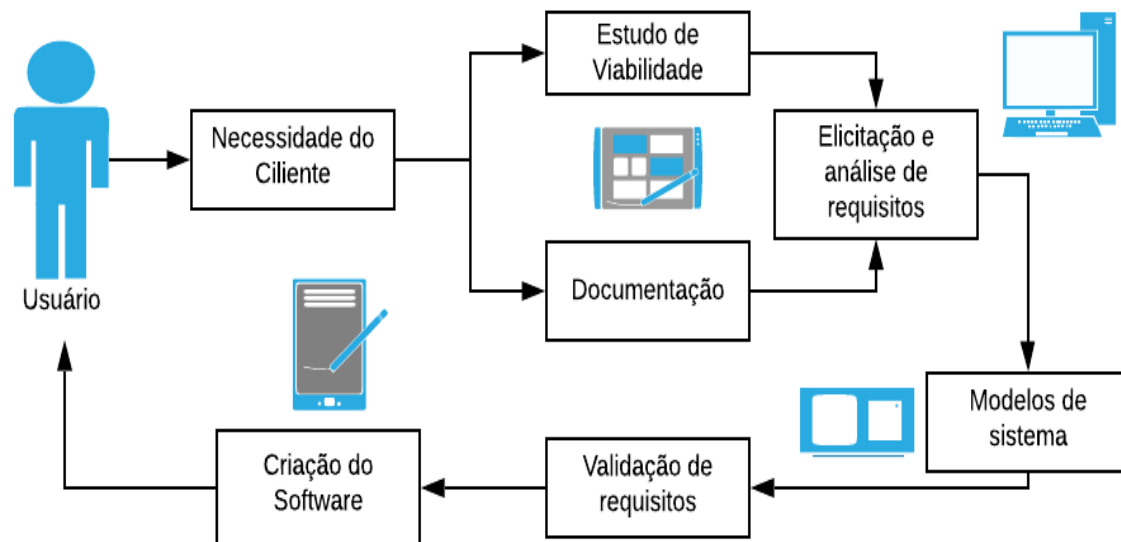 Estudo de
Viabilidade
Necessidade do
Ciliente
Elicitação e
análise de
requisitos
Documentação
Usuário
Modelos de
sistema
Validação de
requisitos
Criação do
Software